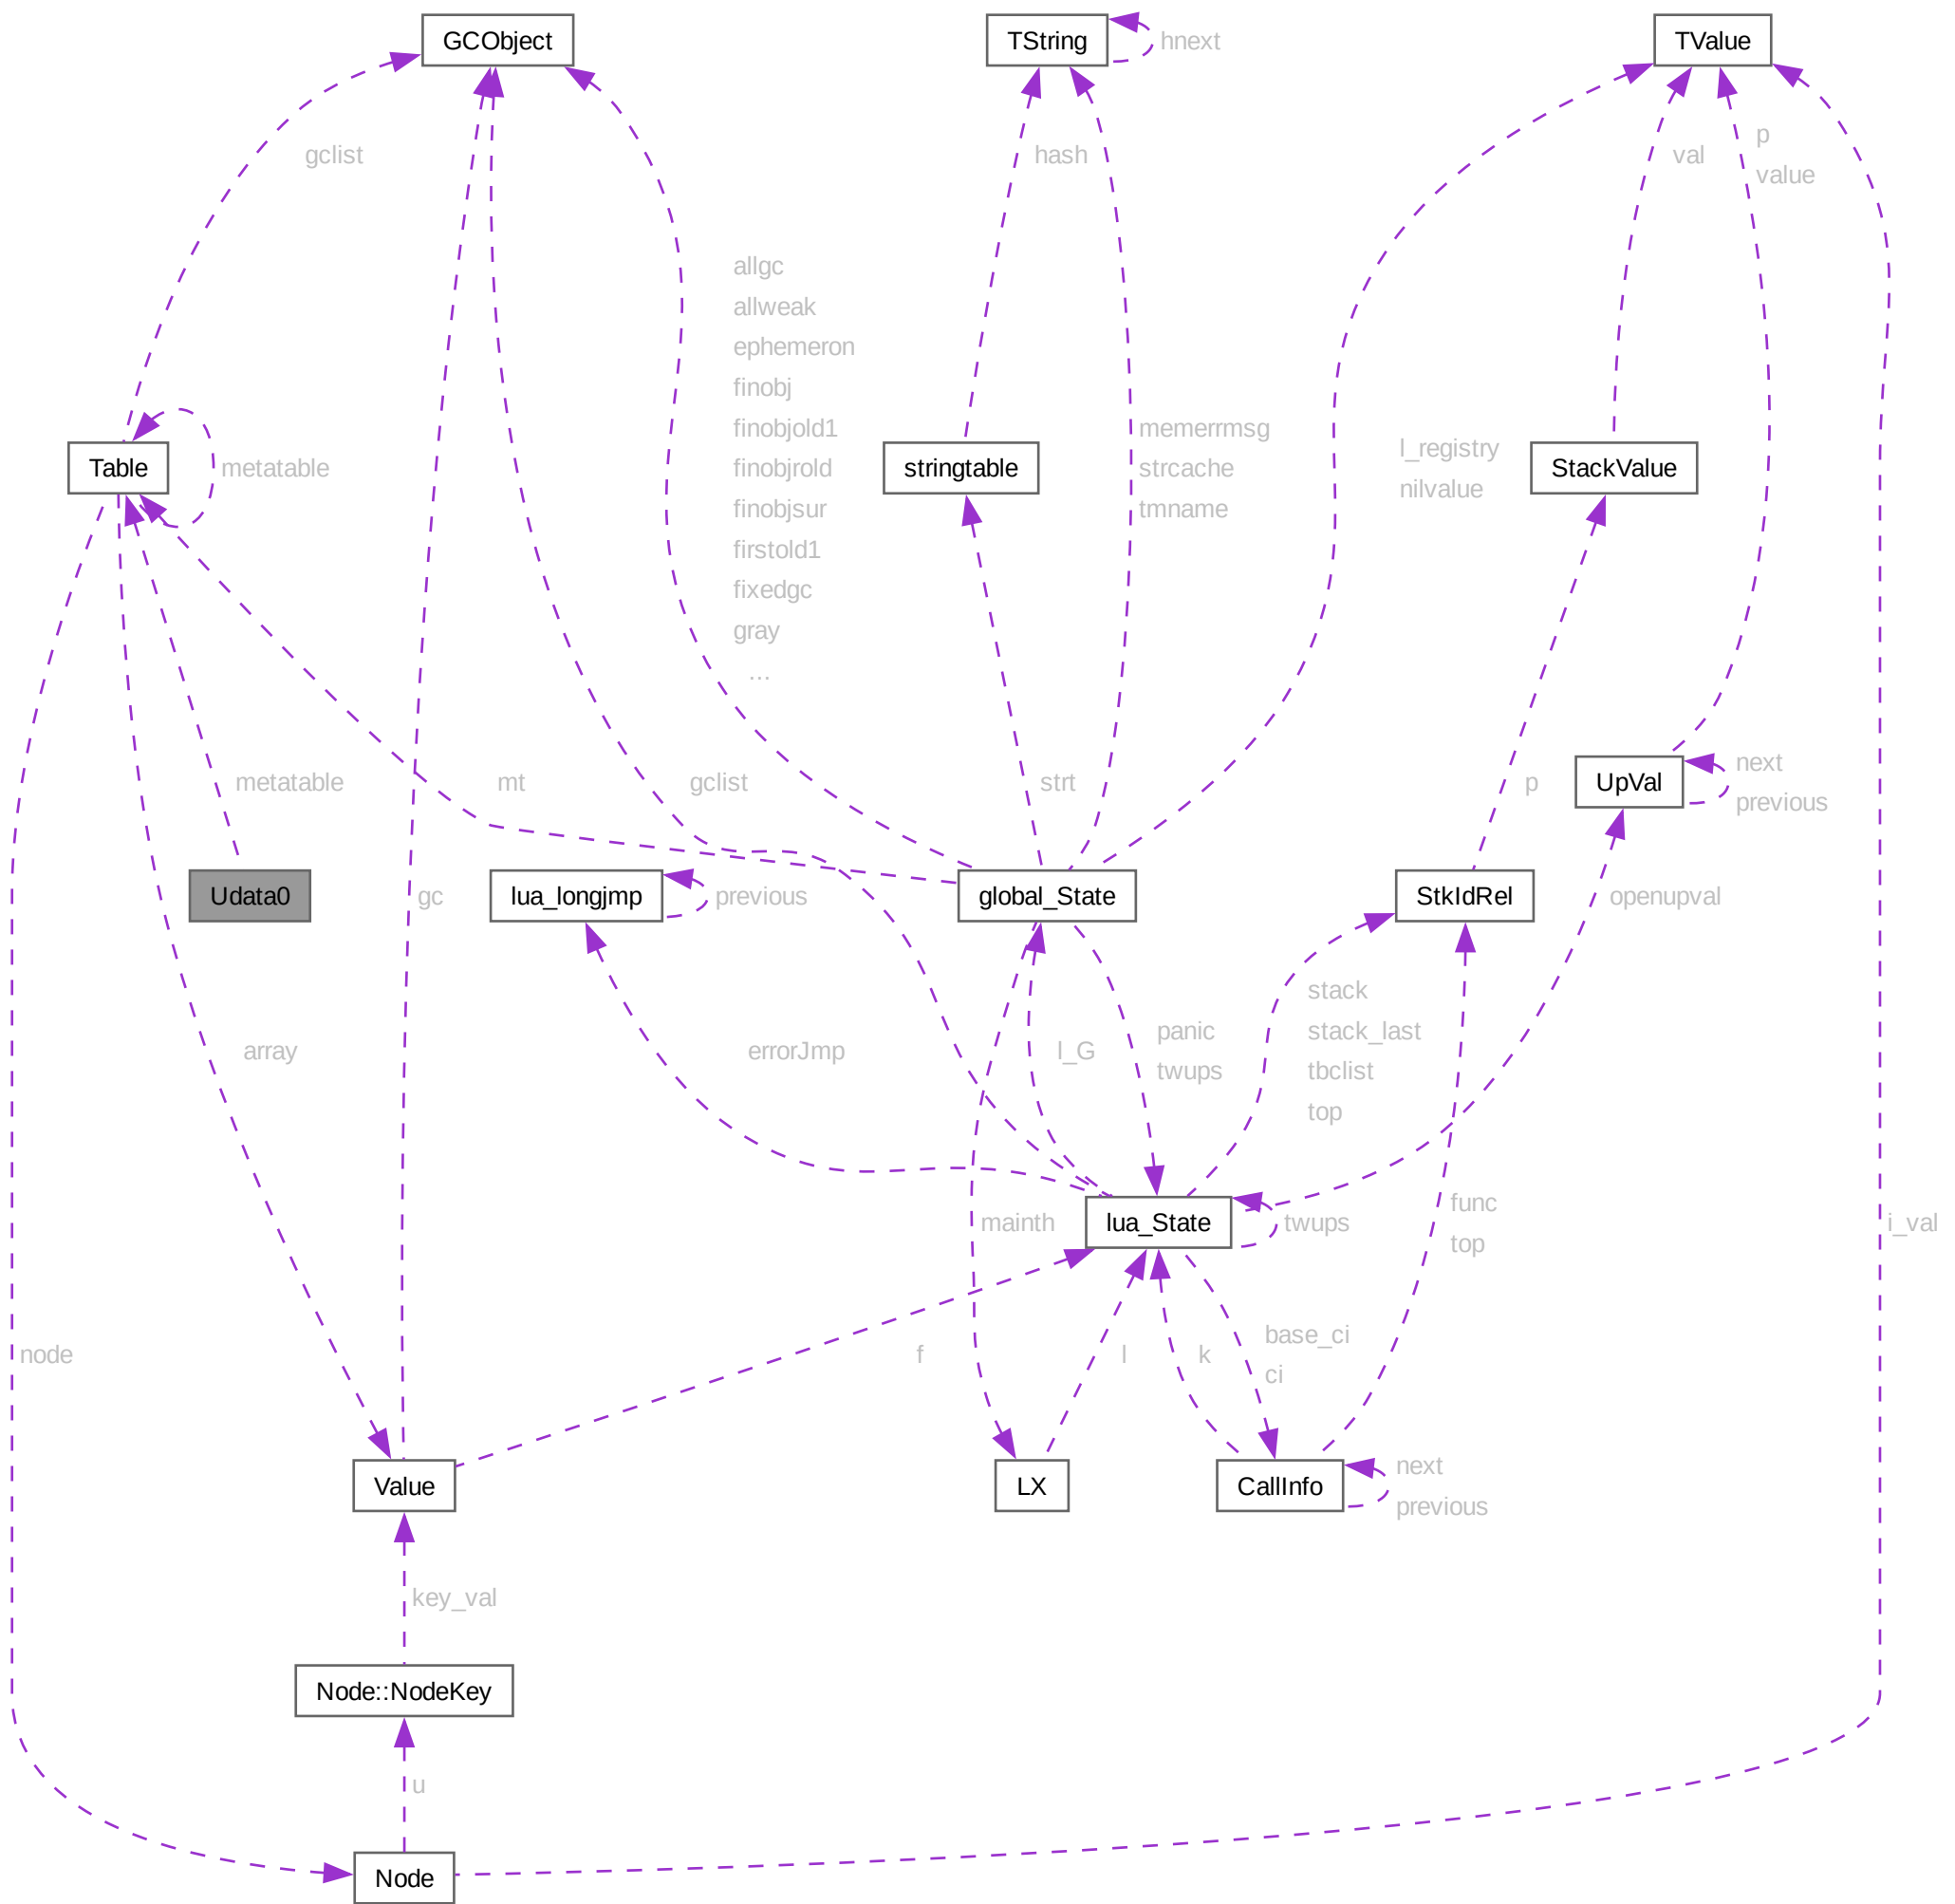 GCObject
TString
hnext
TValue
gclist
hash
val
p
value
allgc
allweak
ephemeron
finobj
finobjold1
finobjrold
finobjsur
firstold1
fixedgc
gray
...
memerrmsg
strcache
tmname
l_registry
nilvalue
Table
metatable
stringtable
StackValue
metatable
mt
gclist
strt
p
UpVal
next
previous
Udata0
gc
lua_longjmp
previous
global_State
StkIdRel
openupval
array
errorJmp
l_G
panic
twups
stack
stack_last
tbclist
top
mainth
lua_State
twups
func
top
i_val
node
f
l
k
base_ci
ci
Value
LX
CallInfo
next
previous
key_val
Node::NodeKey
u
Node